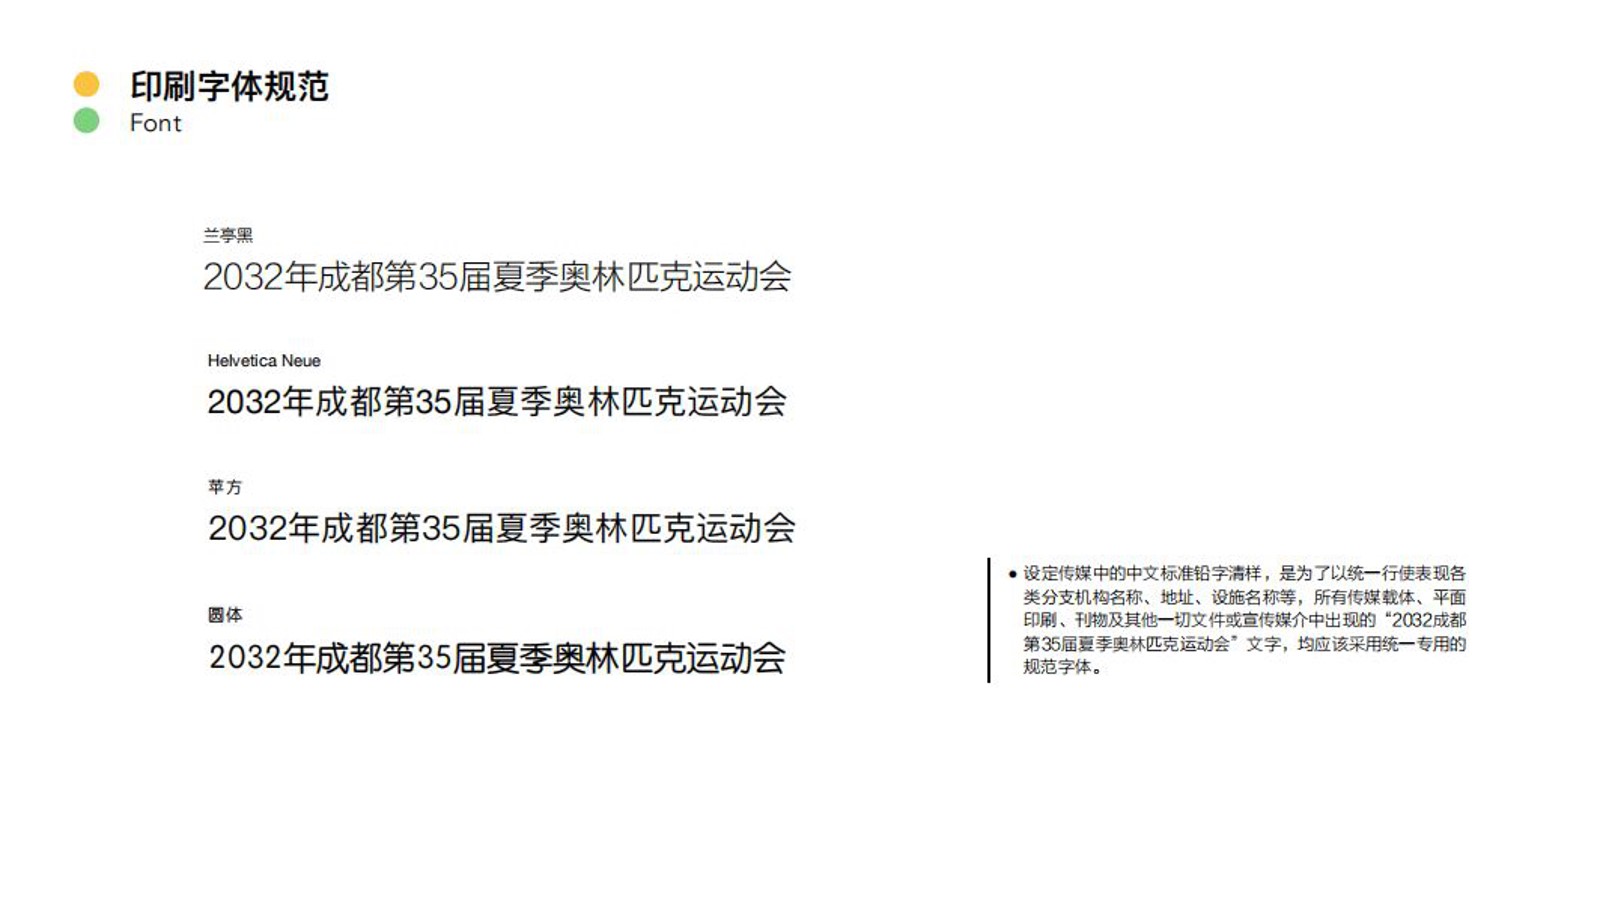 印刷字体规范
Font
兰亭黑
2032年成都第35届夏季奥林匹克运动会
Helvetica Neue
2032年成都第35届夏季奥林匹克运动会
苹方
2032年成都第35届夏季奥林匹克运动会
圆体
2032年成都第35届夏季奥林匹克运动会
● 设定传媒中的中文标准铅字清样，是为了以统一行使表现各
类分支机构名称、地址、设施名称等，所有传媒载体、平面
印刷、刊物及其他一切文件或宣传媒介中出现的“2032成都
第35届夏季奥林匹克运动会”文字，均应该采用统一专用的
规范字体。